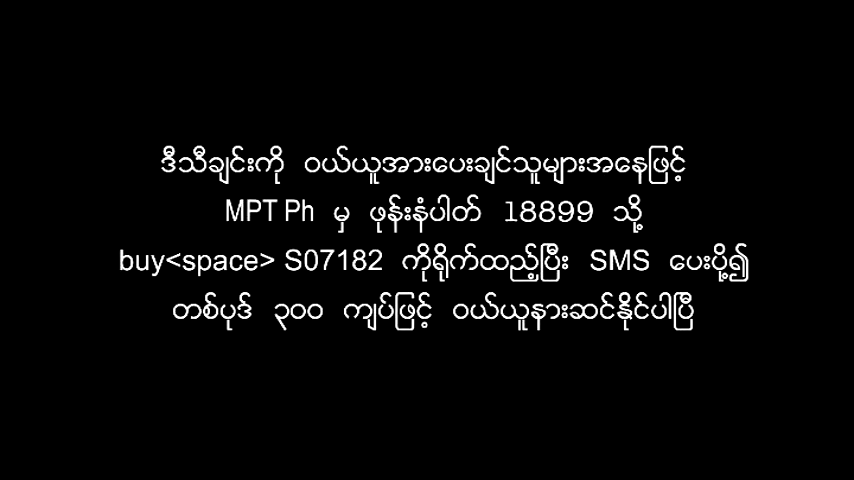 ဒီသီချင်းကို ဝယ်ယူအားပေးချင်သူများအနေဖြင့်
MPT Ph မှ ဖုန်းနံပါတ် 18899 သို့
buy<space> S07182 ကိုရိုက်ထည့်ပြီး SMS ပေးပို့၍
တစ်ပုဒ် ၃၀၀ ကျပ်ဖြင့် ဝယ်ယူနားဆင်နိုင်ပါပြီ